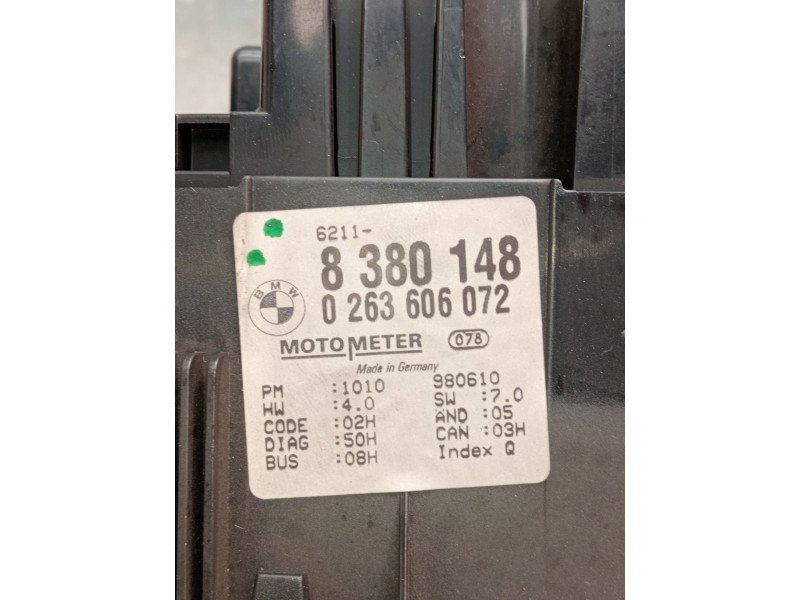 6211-
8 380 148
BMW
0 263 606 072
MOTOMETER 078
Made in Germany
PM :1010 980610
HW :4.0 SW :7.0
CODE :02H AND :05
DIAG :50H CAN :03H
BUS :08H Index Q